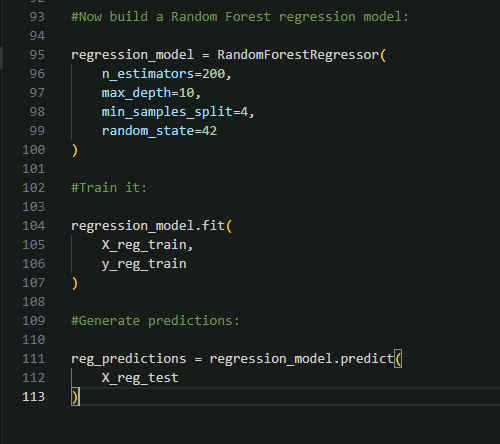 92
93 #Now build a Random Forest regression model:
94
95 regression_model = RandomForestRegressor(
96     n_estimators=200,
97     max_depth=10,
98     min_samples_split=4,
99     random_state=42
100 )
101
102 #Train it:
103
104 regression_model.fit(
105     X_reg_train,
106     y_reg_train
107 )
108
109 #Generate predictions:
110
111 reg_predictions = regression_model.predict(
112     X_reg_test
113 )